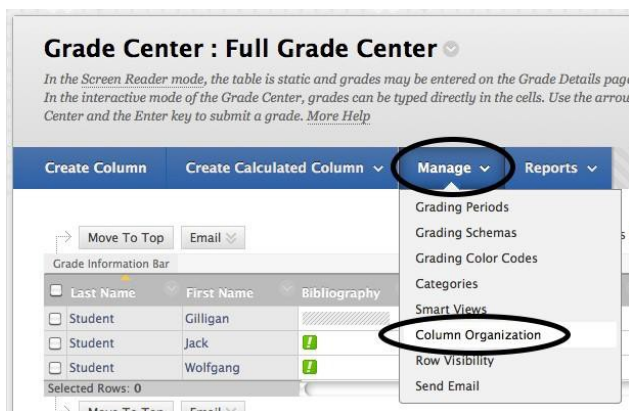 Grade Center : Full Grade Center
In the Screen Reader mode, the table is static and grades may be entered on the Grade Details pag
In the interactive mode of the Grade Center, grades can be typed directly in the cells. Use the arrou
Center and the Enter key to submit a grade. More Help
Create Column Create Calculated Column Manage Reports
Move To Top Email
Grade Information Bar
Last Name First Name Bibliography
Student Gilligan
Student Jack
Student Wolfgang
Selected Rows: 0
Move To Top Email
Grading Periods
Grading Schemas
Grading Color Codes
Categories
Smart Views
Column Organization
Row Visibility
Send Email